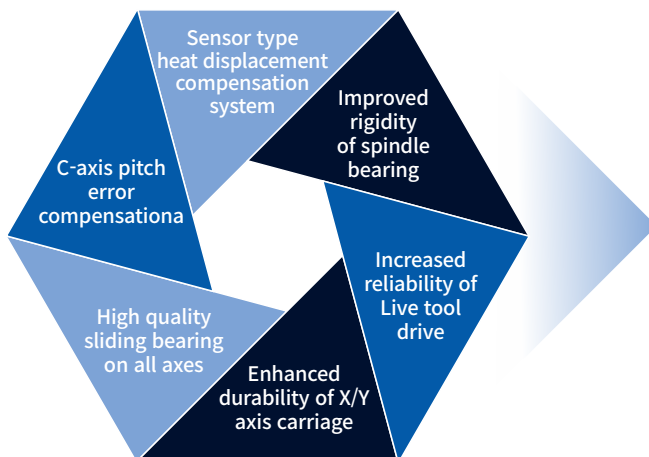 Sensor type
heat displacement
compensation
system
Improved
rigidity
of spindle
bearing
C-axis pitch
error
compensationa
Increased
reliability of
Live tool
drive
High quality
sliding bearing
on all axes
Enhanced
durability of X/Y
axis carriage